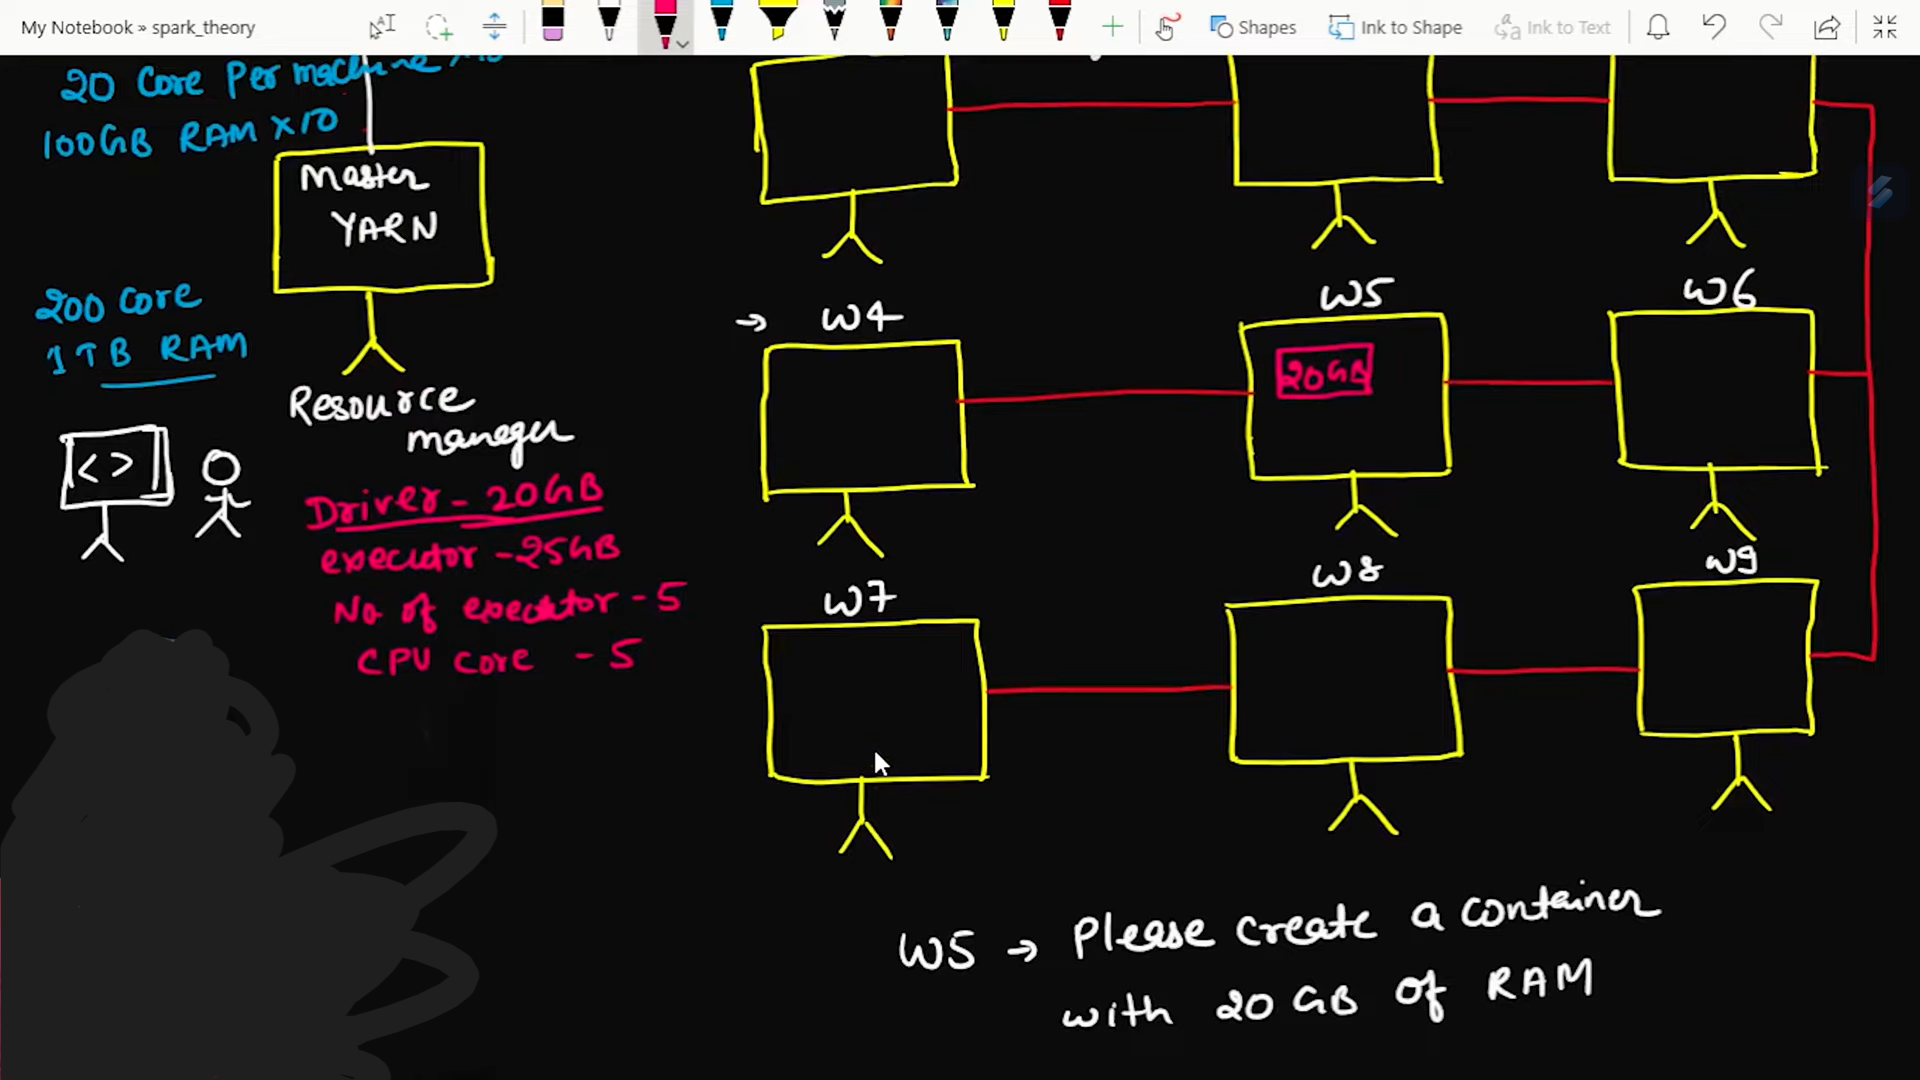 My Notebook » spark_theory
Shapes
Ink to Shape
Ink to Text
20 Core Per machine
100GB RAM X10
Master
YARN
200 Core
1TB RAM
Resource
maneger
< >
Driver - 20GB
executor - 25GB
No of executor - 5
CPU core - 5
W4
W5
W6
20GB
W7
W8
W9
W5 → Please create a container
with 20 GB of RAM